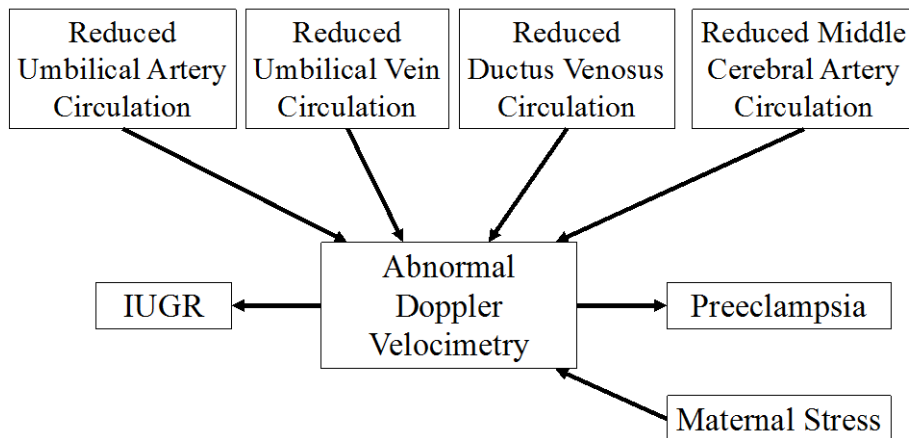 Reduced
Umbilical Artery
Circulation
Reduced
Umbilical Vein
Circulation
Reduced
Ductus Venosus
Circulation
Reduced Middle
Cerebral Artery
Circulation
Abnormal
Doppler
Velocimetry
IUGR
Preeclampsia
Maternal Stress